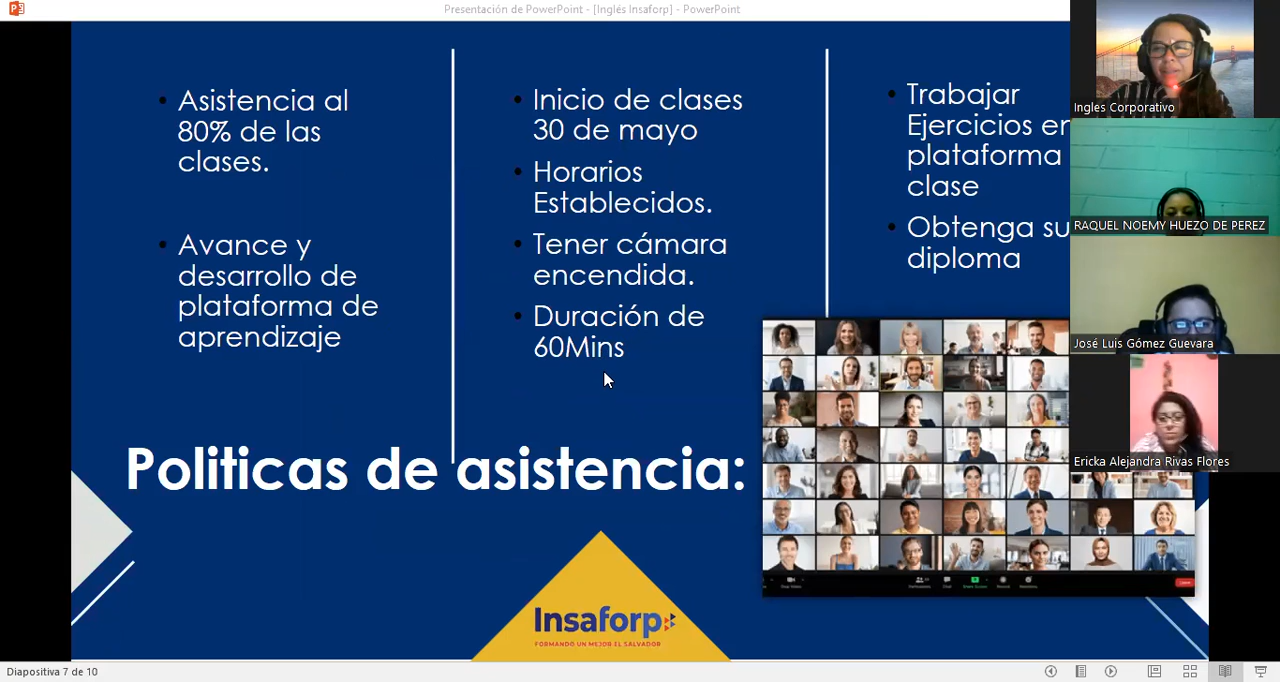 Presentación de PowerPoint - [Inglés Insaforp] - PowerPoint
Asistencia al
80% de las
clases.
Avance y
desarrollo de
plataforma de
aprendizaje
Inicio de clases
30 de mayo
Horarios
Establecidos.
Tener cámara
encendida.
Duración de
60Mins
Trabajar
Ejercicios en
plataforma
clase
Obtenga su
diploma
Politicas de asistencia:
Insaforp
FORMANDO UN MEJOR EL SALVADOR
Ingles Corporativo
RAQUEL NOEMY HUEZO DE PEREZ
José Luis Gómez Guevara
Ericka Alejandra Rivas Flores
Diapositiva 7 de 10